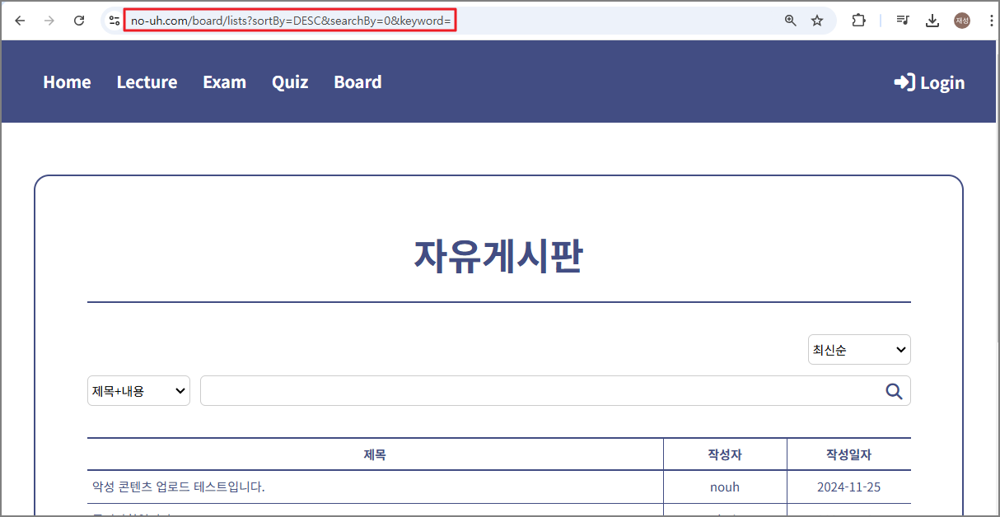 no-uh.com/board/lists?sortBy=DESC&searchBy=0&keyword=
재성
Home Lecture Exam Quiz Board Login
자유게시판
최신순
제목+내용
제목 작성자 작성일자
악성 콘텐츠 업로드 테스트입니다. nouh 2024-11-25